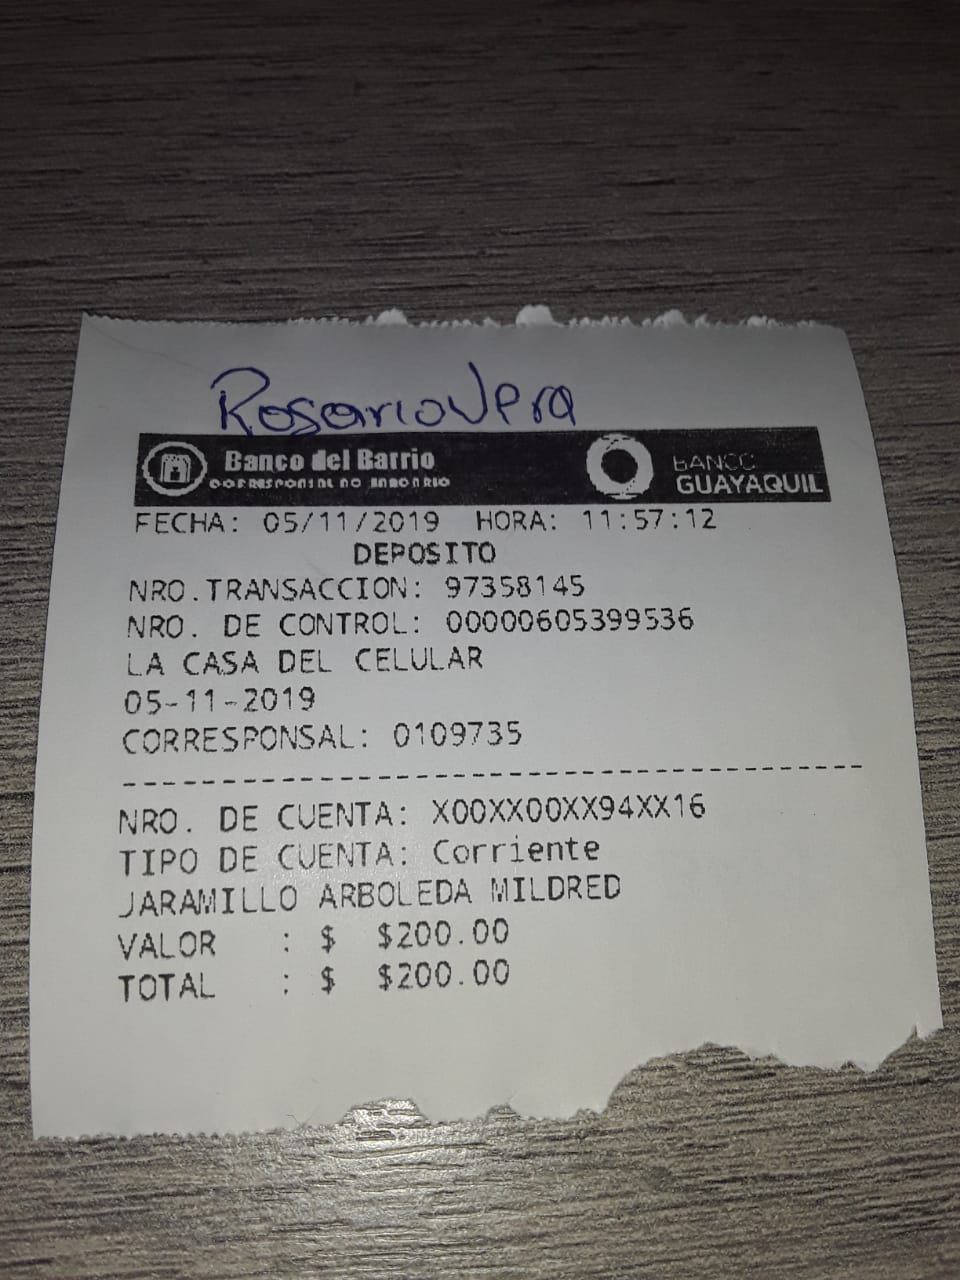 Rosario Vera
Banco del Barrio
CORRESPONSAL NO BANCARIO
BANCO
GUAYAQUIL
FECHA: 05/11/2019 HORA: 11:57:12
DEPOSITO
NRO.TRANSACCION: 97358145
NRO. DE CONTROL: 00000605399536
LA CASA DEL CELULAR
05-11-2019
CORRESPONSAL: 0109735
---------------------------------------
NRO. DE CUENTA: X00XX00XX94XX16
TIPO DE CUENTA: Corriente
JARAMILLO ARBOLEDA MILDRED
VALOR : $ $200.00
TOTAL : $ $200.00